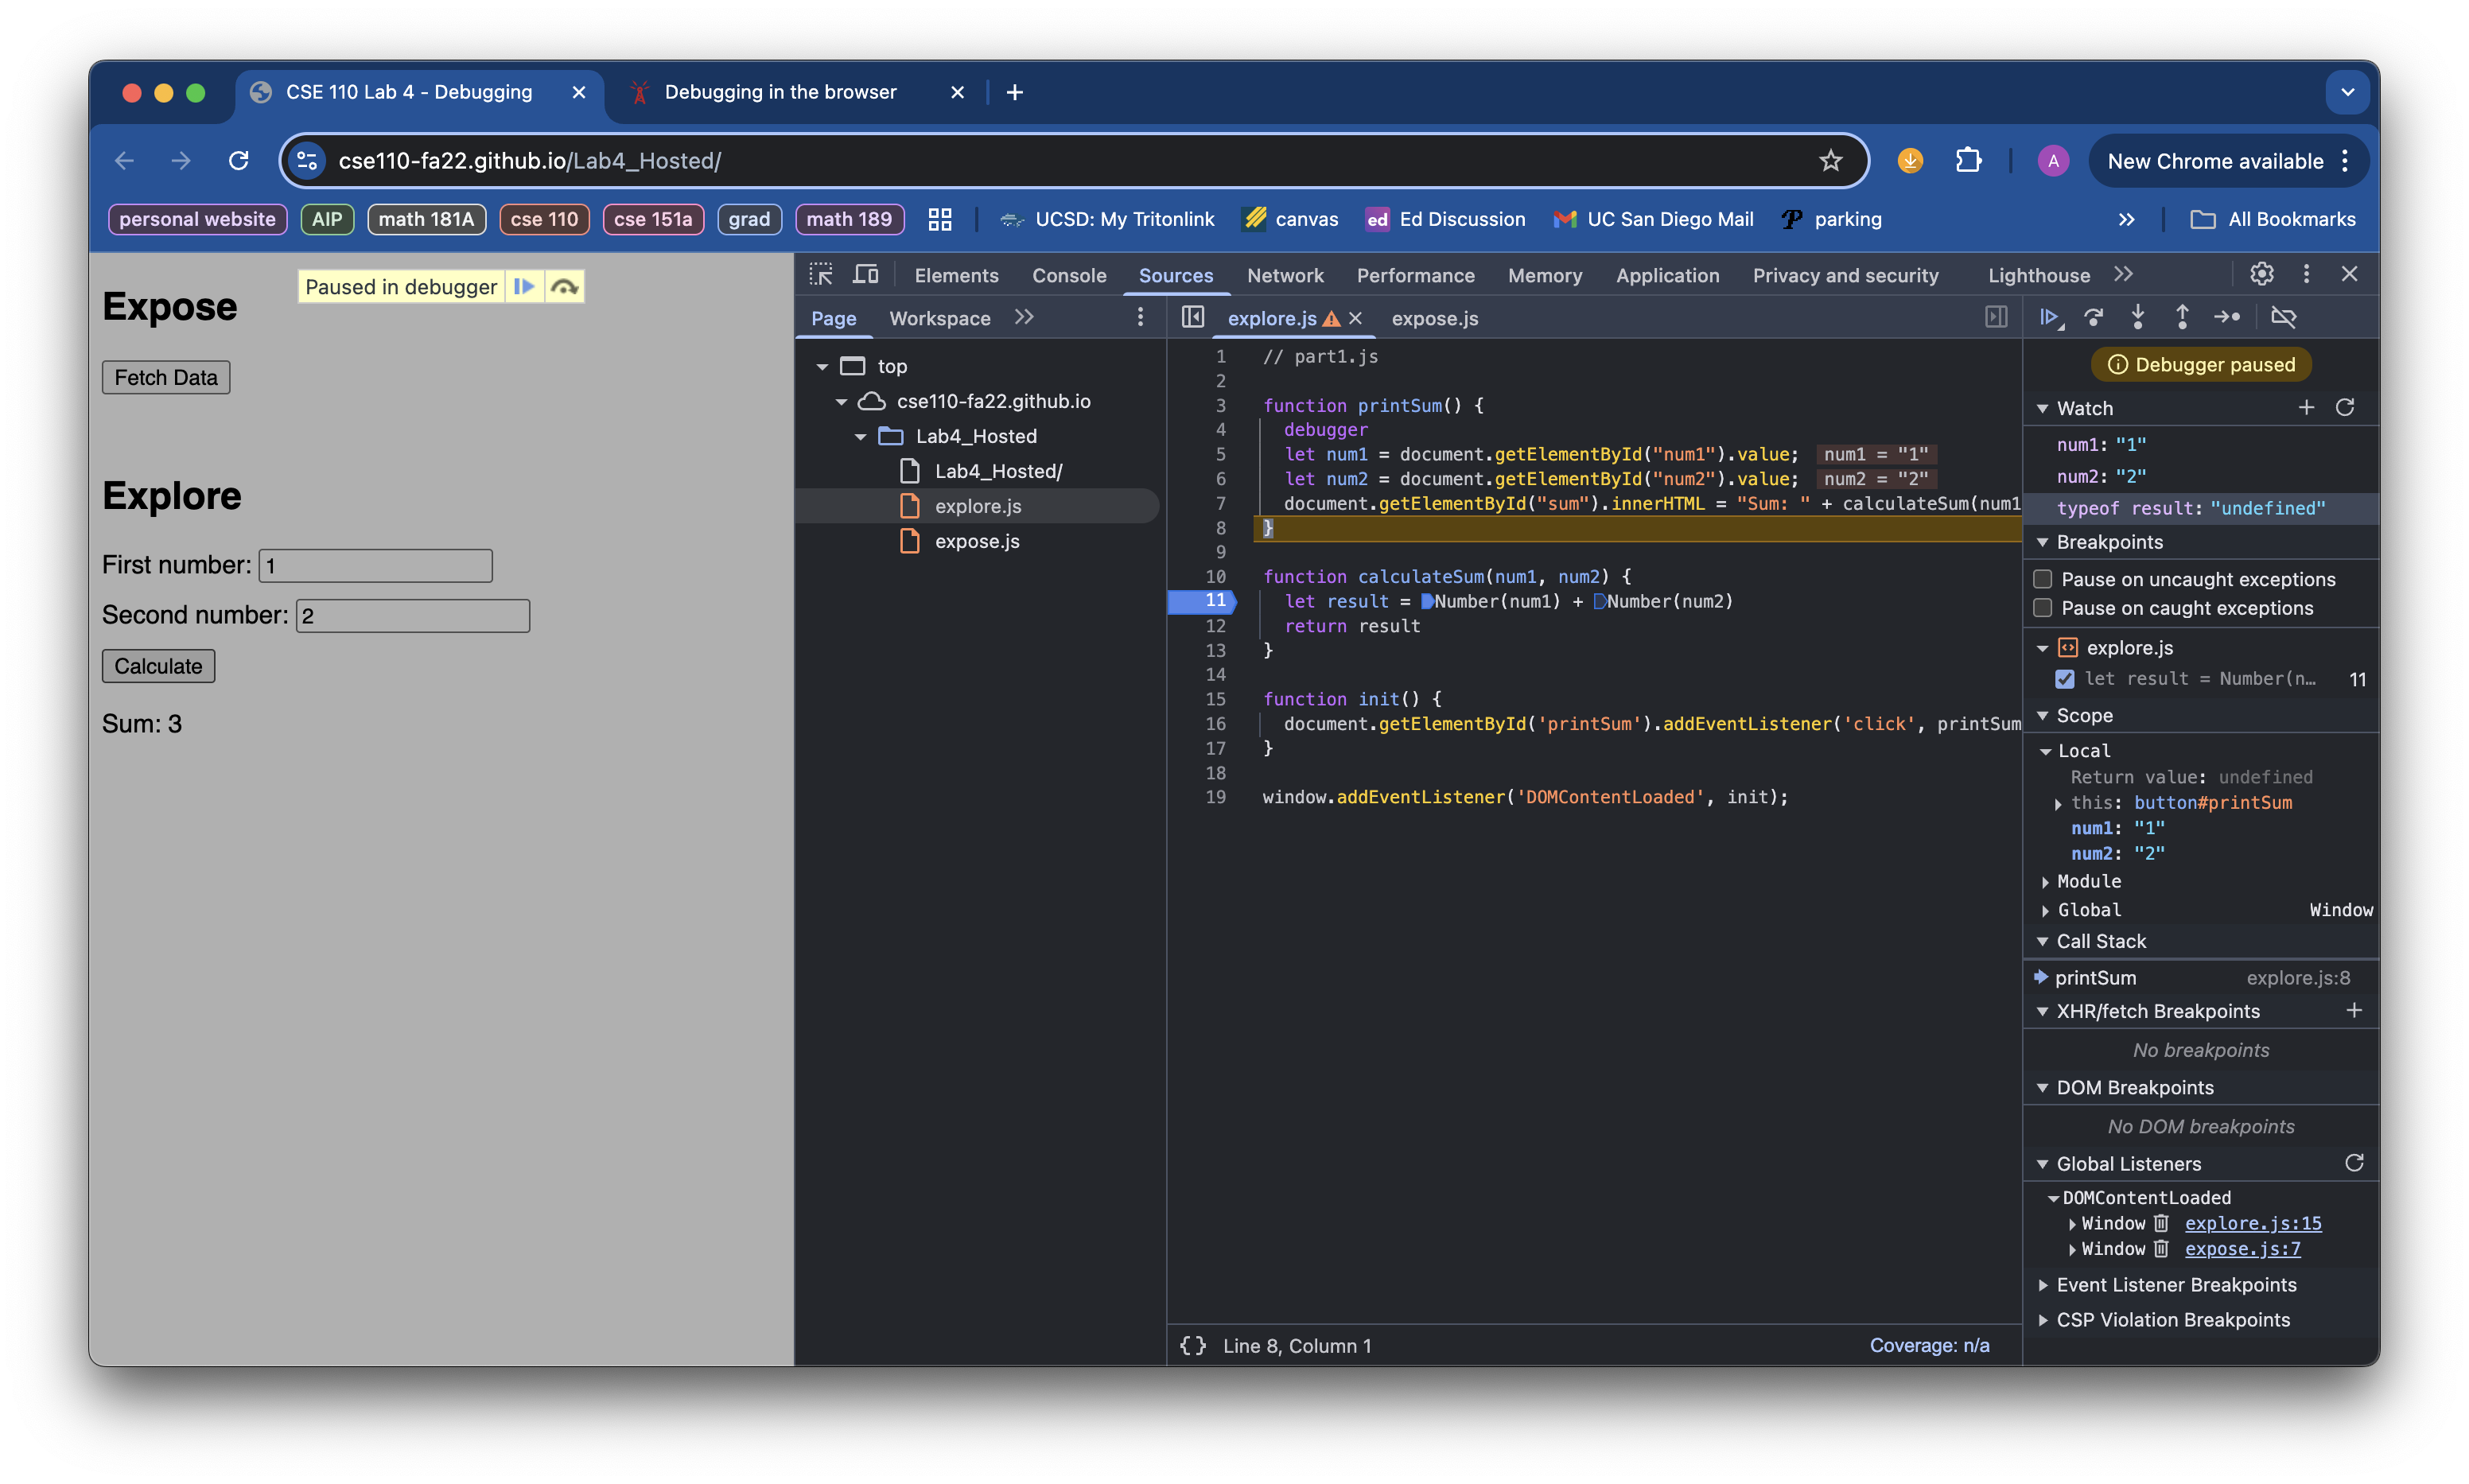 CSE 110 Lab 4 - Debugging
Debugging in the browser
cse110-fa22.github.io/Lab4_Hosted/
A
New Chrome available
personal website AIP math 181A cse 110 cse 151a grad math 189 UCSD: My Tritonlink canvas ed Ed Discussion UC San Diego Mail parking All Bookmarks
Expose
Paused in debugger
Fetch Data
Explore
First number: 1
Second number: 2
Calculate
Sum: 3
Elements Console Sources Network Performance Memory Application Privacy and security Lighthouse
Page Workspace
top
cse110-fa22.github.io
Lab4_Hosted
Lab4_Hosted/
explore.js
expose.js
explore.js expose.js
1 // part1.js
2
3 function printSum() {
4 debugger
5 let num1 = document.getElementById("num1").value; num1 = "1"
6 let num2 = document.getElementById("num2").value; num2 = "2"
7 document.getElementById("sum").innerHTML = "Sum: " + calculateSum(num1
8 }
9
10 function calculateSum(num1, num2) {
11 let result = Number(num1) + Number(num2)
12 return result
13 }
14
15 function init() {
16 document.getElementById('printSum').addEventListener('click', printSum
17 }
18
19 window.addEventListener('DOMContentLoaded', init);
{} Line 8, Column 1
Coverage: n/a
Debugger paused
Watch
num1: "1"
num2: "2"
typeof result: "undefined"
Breakpoints
Pause on uncaught exceptions
Pause on caught exceptions
explore.js
let result = Number(n… 11
Scope
Local
Return value: undefined
this: button#printSum
num1: "1"
num2: "2"
Module
Global Window
Call Stack
printSum explore.js:8
XHR/fetch Breakpoints
No breakpoints
DOM Breakpoints
No DOM breakpoints
Global Listeners
DOMContentLoaded
Window explore.js:15
Window expose.js:7
Event Listener Breakpoints
CSP Violation Breakpoints